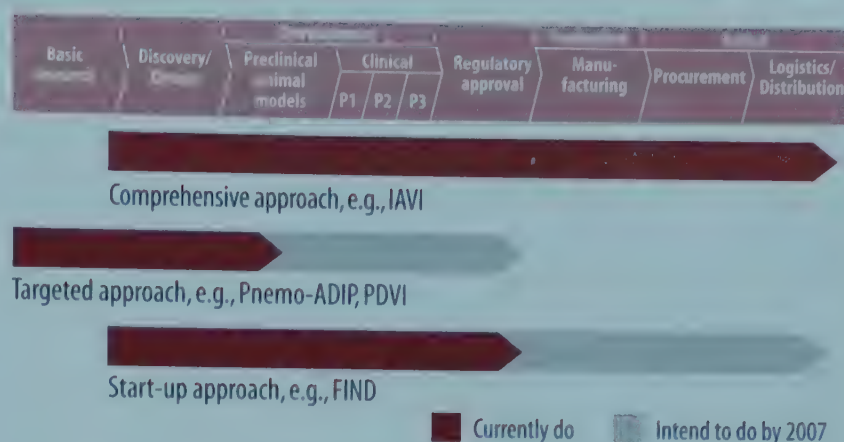 Basic
Discovery/
Preclinical
animal
models
Clinical
P1 P2 P3
Regulatory
approval
Manu-
facturing
Procurement
Logistics/
Distribution
Comprehensive approach, e.g., IAVI
Targeted approach, e.g., Pnemo-ADIP, PDVI
Start-up approach, e.g., FIND
Currently do
Intend to do by 2007